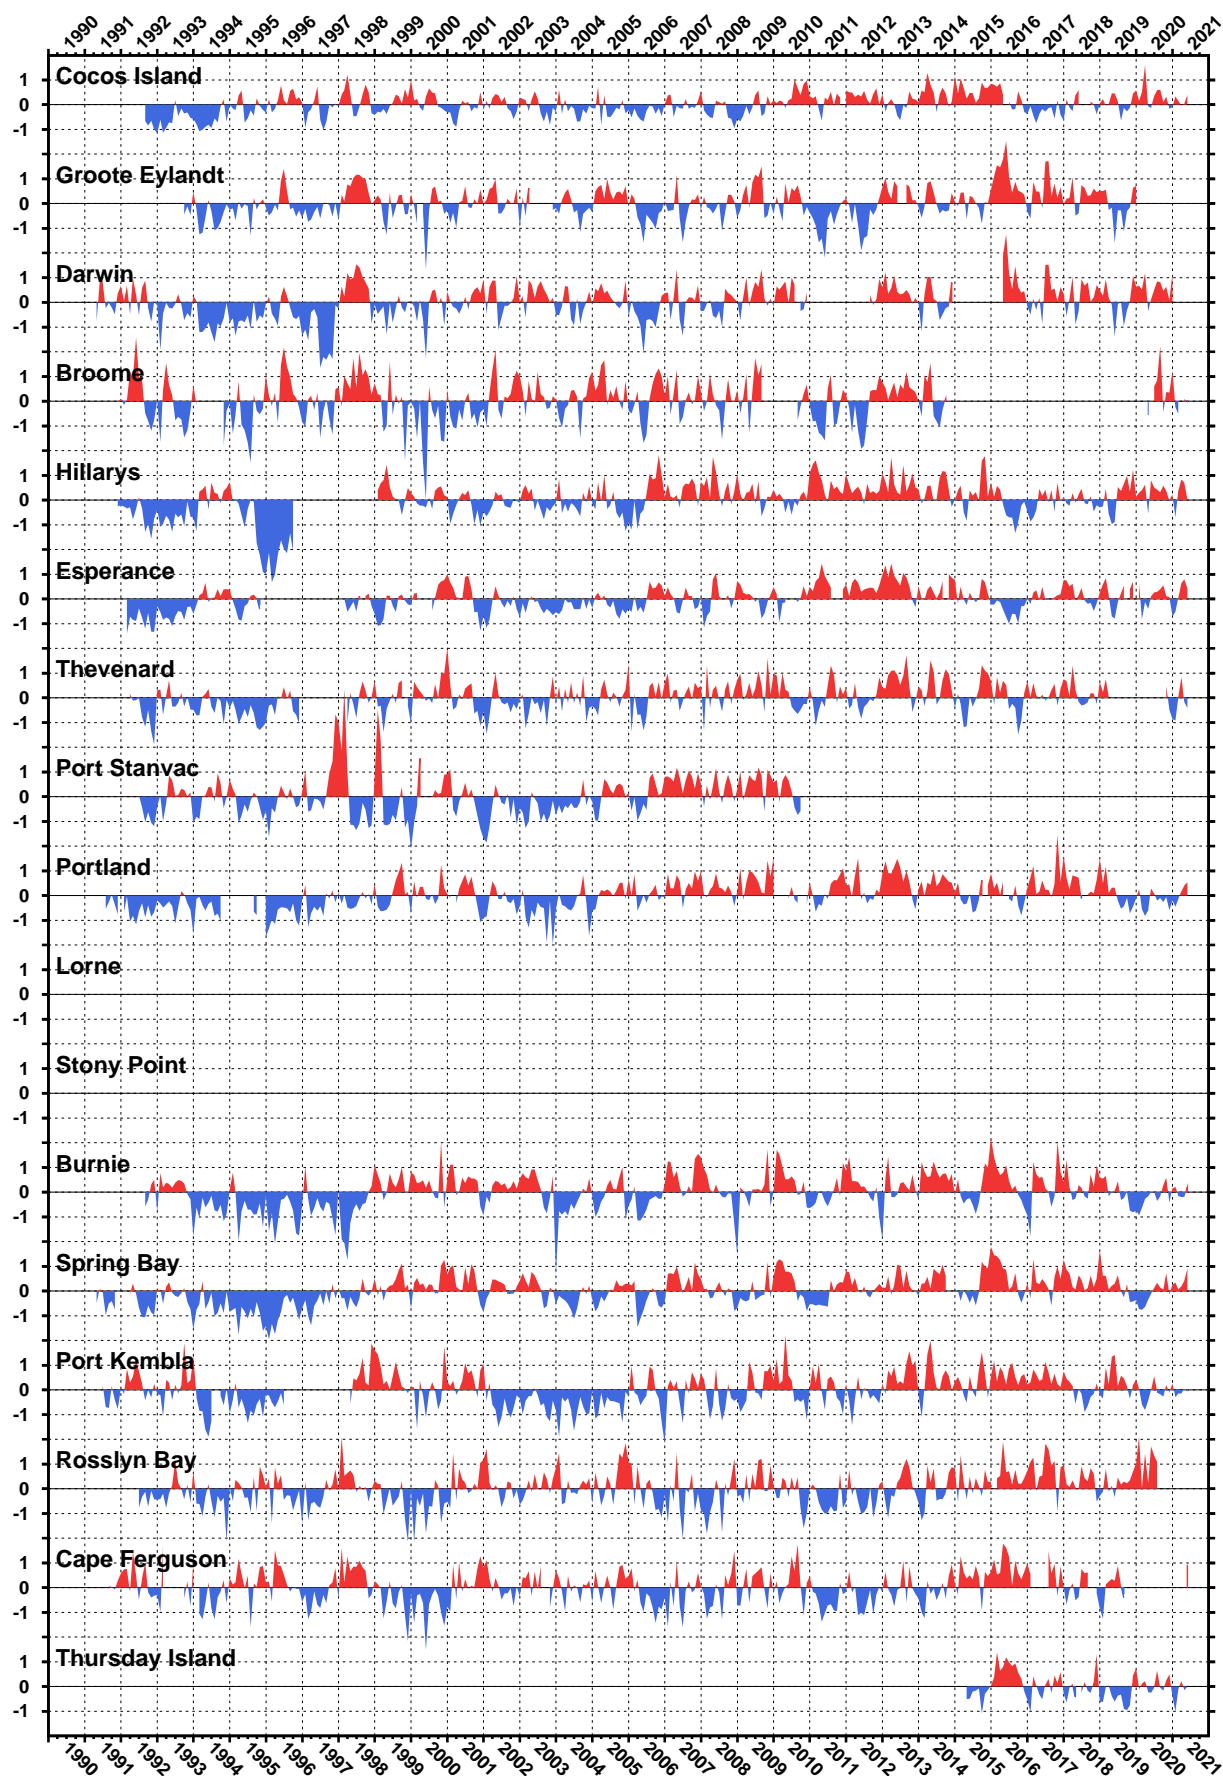 1990 1991 1992 1993 1994 1995 1996 1997 1998 1999 2000 2001 2002 2003 2004 2005 2006 2007 2008 2009 2010 2011 2012 2013 2014 2015 2016 2017 2018 2019 2020 2021
1 Cocos Island
0
-1
1 Groote Eylandt
0
-1
1 Darwin
0
-1
1 Broome
0
-1
1 Hillarys
0
-1
1 Esperance
0
-1
1 Thevenard
0
-1
1 Port Stanvac
0
-1
1 Portland
0
-1
1 Lorne
0
-1
1 Stony Point
0
-1
1 Burnie
0
-1
1 Spring Bay
0
-1
1 Port Kembla
0
-1
1 Rosslyn Bay
0
-1
1 Cape Ferguson
0
-1
1 Thursday Island
0
-1
1990 1991 1992 1993 1994 1995 1996 1997 1998 1999 2000 2001 2002 2003 2004 2005 2006 2007 2008 2009 2010 2011 2012 2013 2014 2015 2016 2017 2018 2019 2020 2021